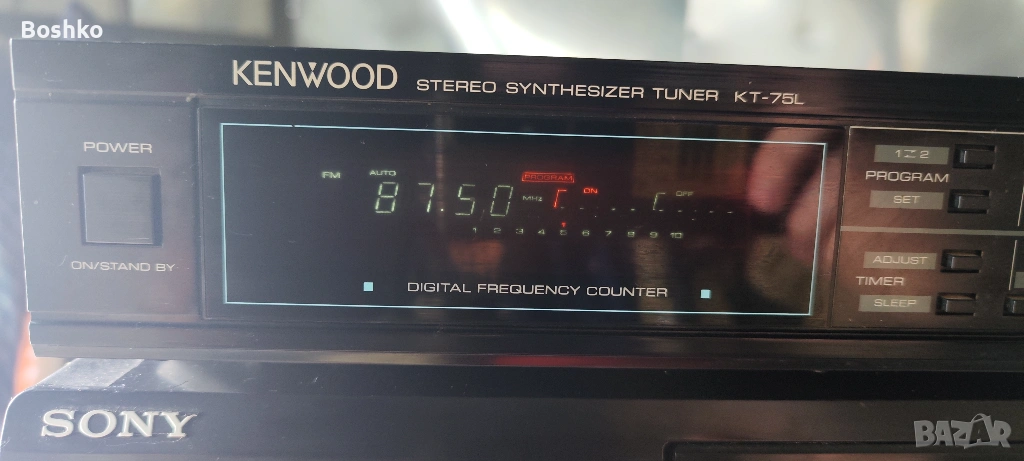 Boshko
KENWOOD STEREO SYNTHESIZER TUNER KT-75L
POWER
ON/STAND BY
FM AUTO 87.50 MHz PROGRAM ON OFF
1 2 3 4 5 6 7 8 9 10
DIGITAL FREQUENCY COUNTER
1⇄2
PROGRAM
SET
ADJUST
TIMER
SLEEP
SONY
BAZAR